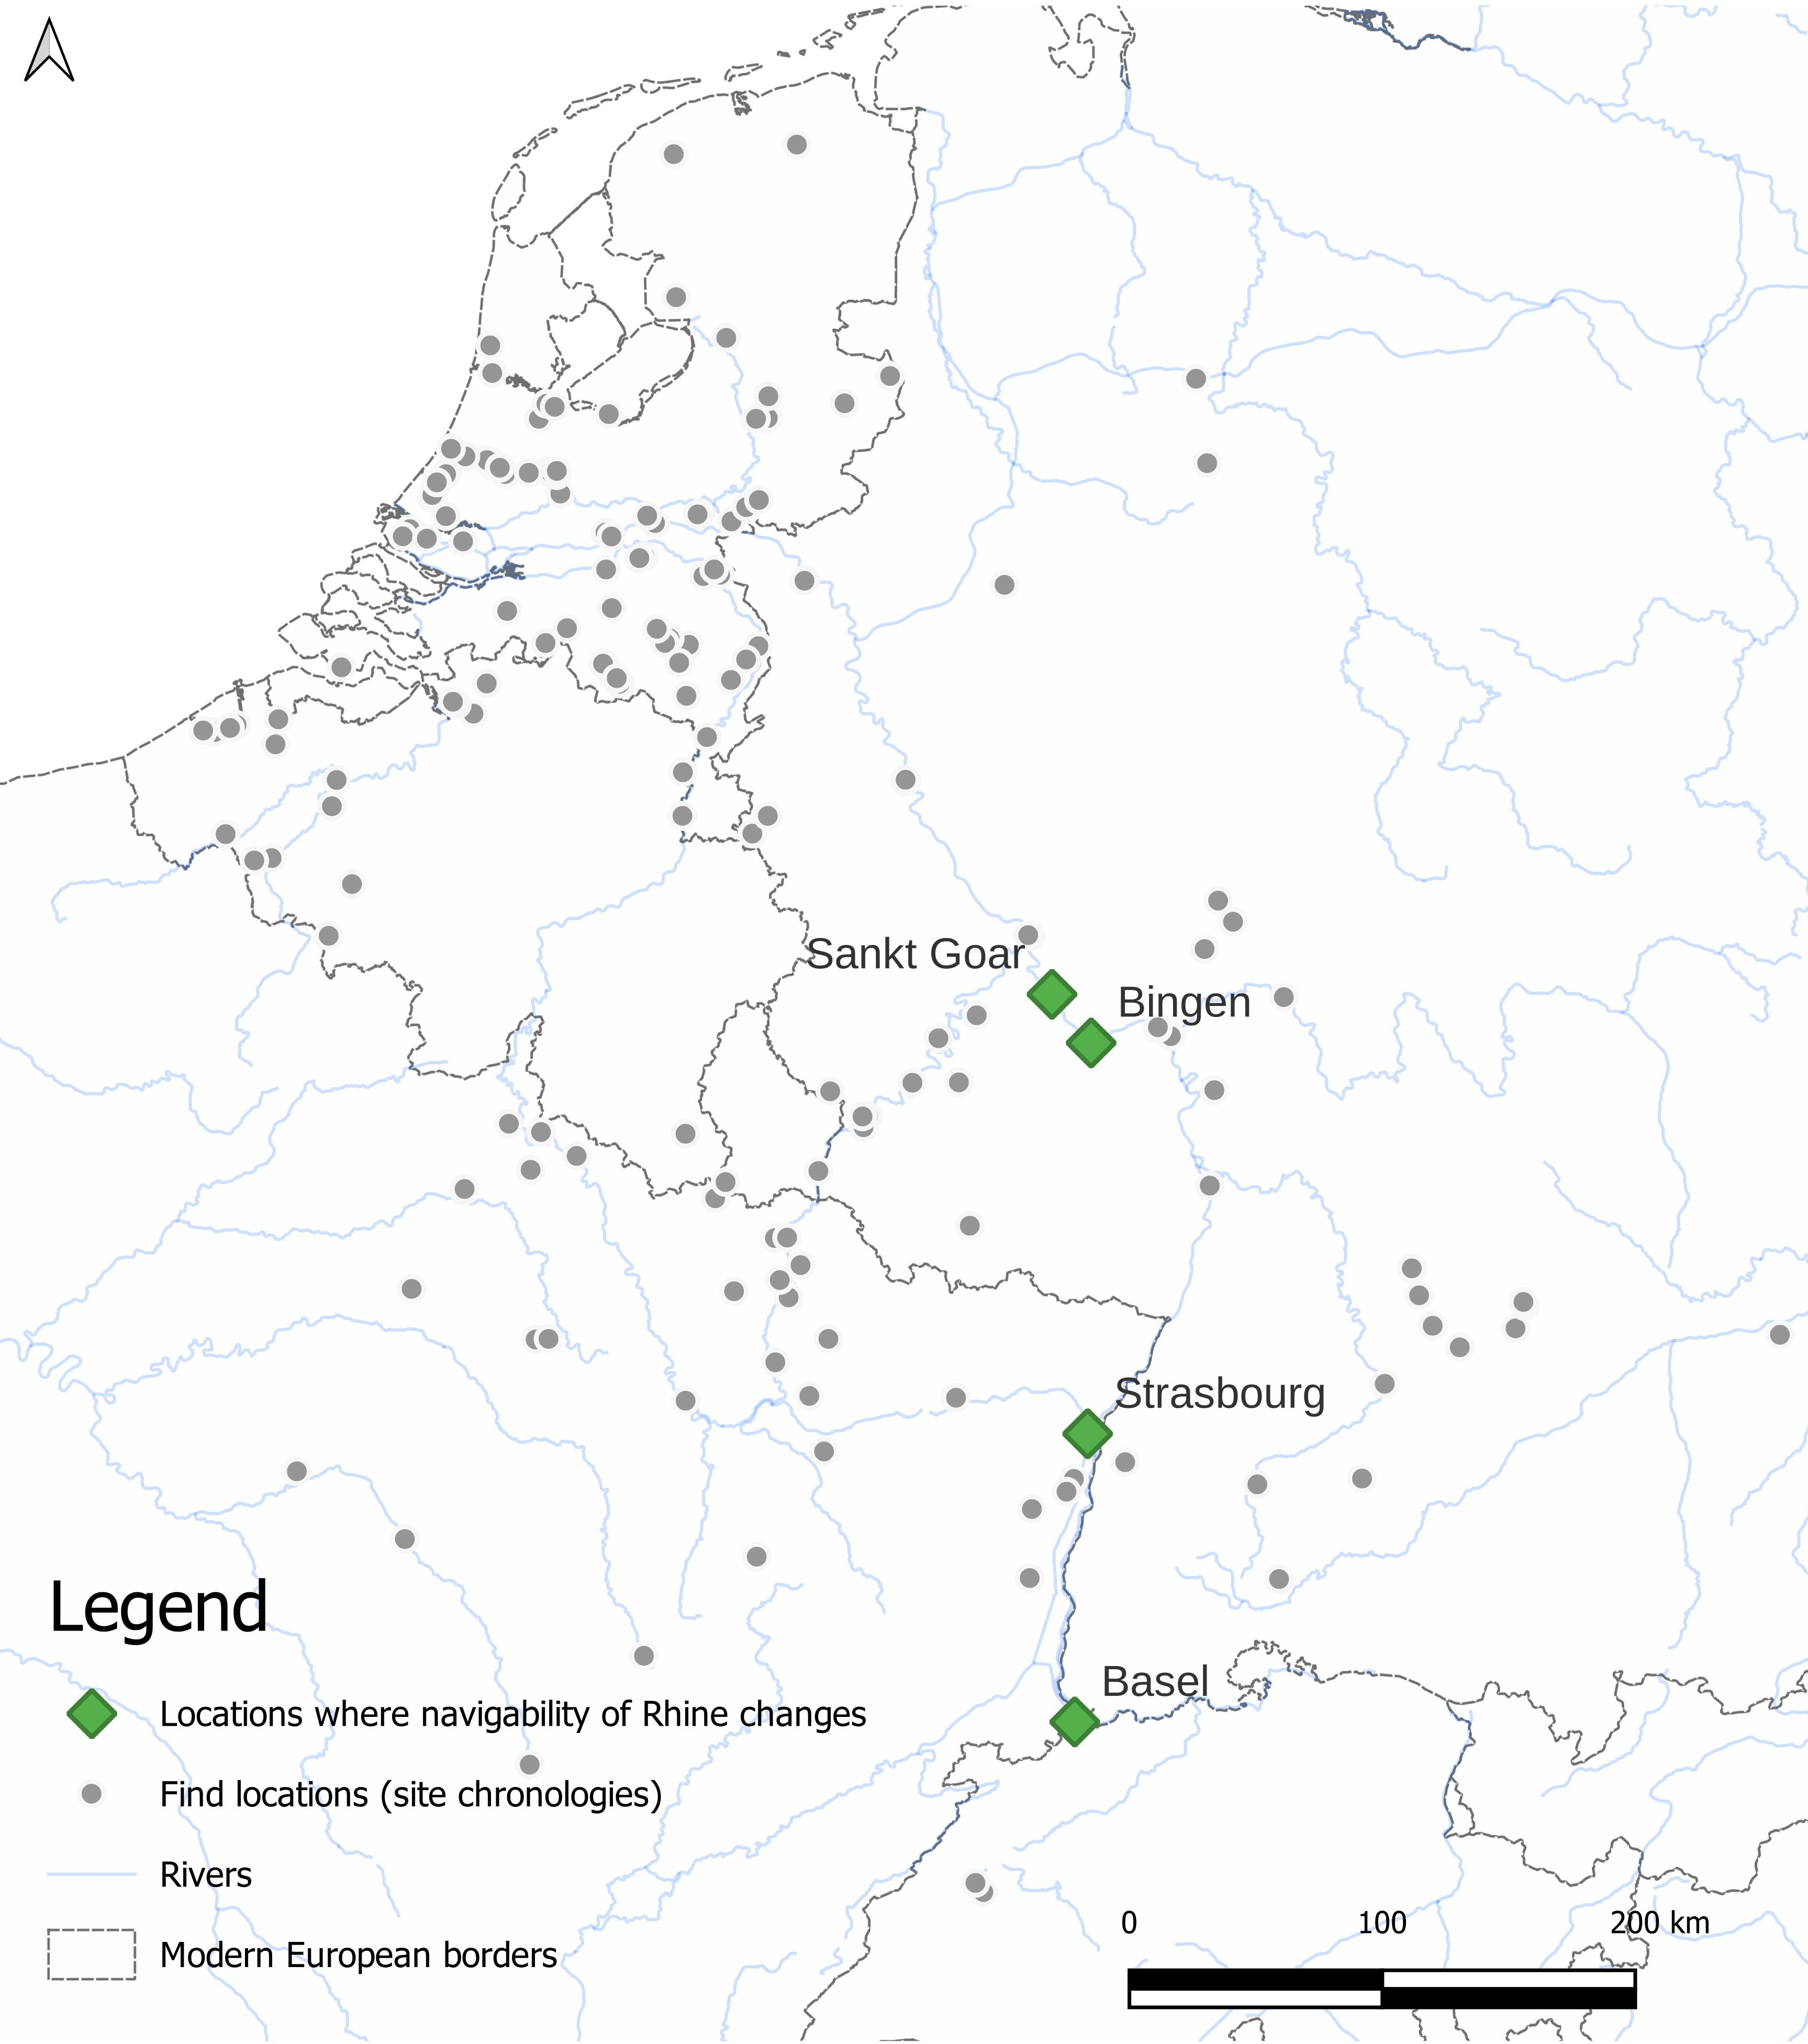 Sankt Goar
Bingen
Strasbourg
Basel
Legend
Locations where navigability of Rhine changes
Find locations (site chronologies)
Rivers
Modern European borders
0 100 200 km